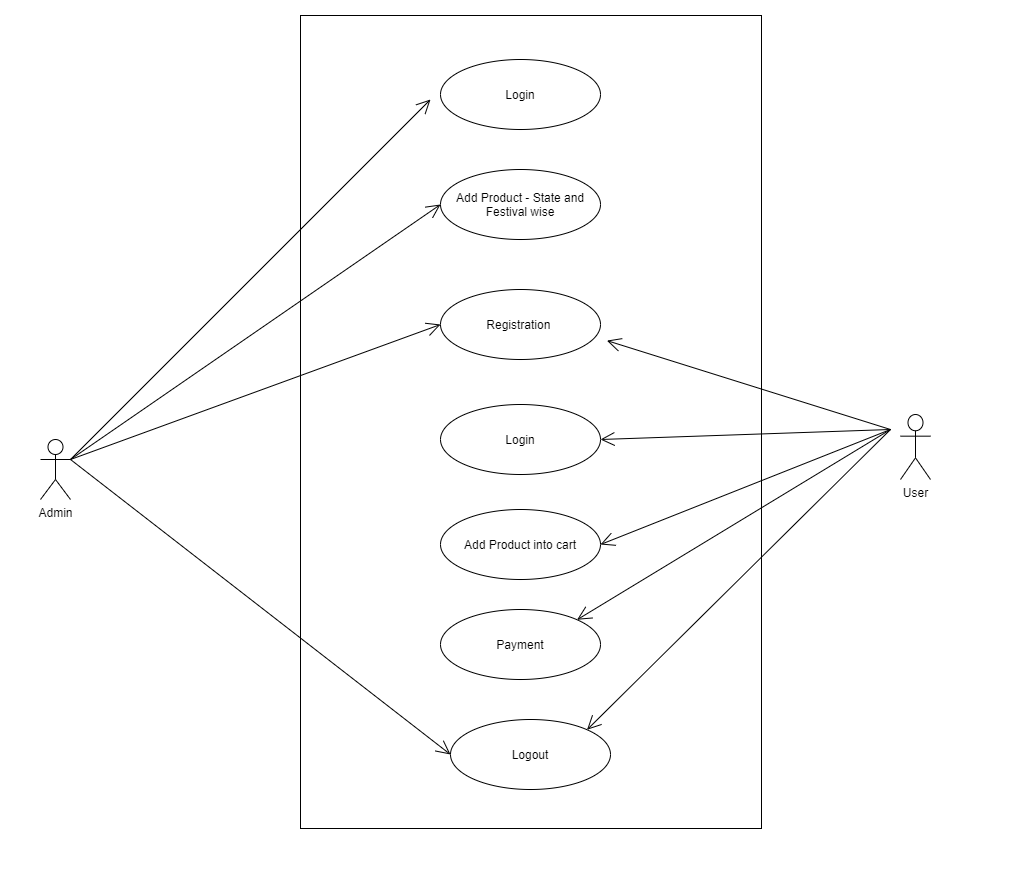 Login
Add Product - State and
Festival wise
Registration
Login
Add Product into cart
Payment
Logout
Admin
User